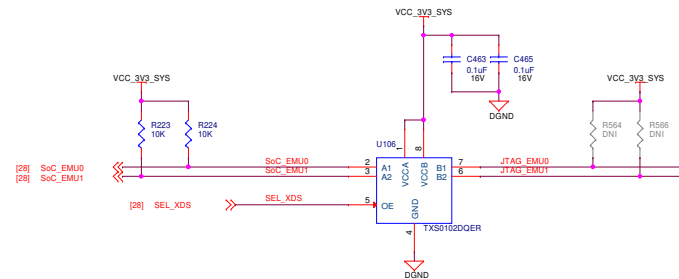 VCC_3V3_SYS
C463
0.1uF
16V
C465
0.1uF
16V
DGND
VCC_3V3_SYS
R223
10K
R224
10K
VCC_3V3_SYS
R564
DNI
R566
DNI
U106
1
8
VCCA
VCCB
[28] SoC_EMU0
SoC_EMU0
2
A1
B1
7
JTAG_EMU0
[28] SoC_EMU1
SoC_EMU1
3
A2
B2
6
JTAG_EMU1
[28] SEL_XDS
SEL_XDS
5
OE
GND
TXS0102DQER
4
DGND